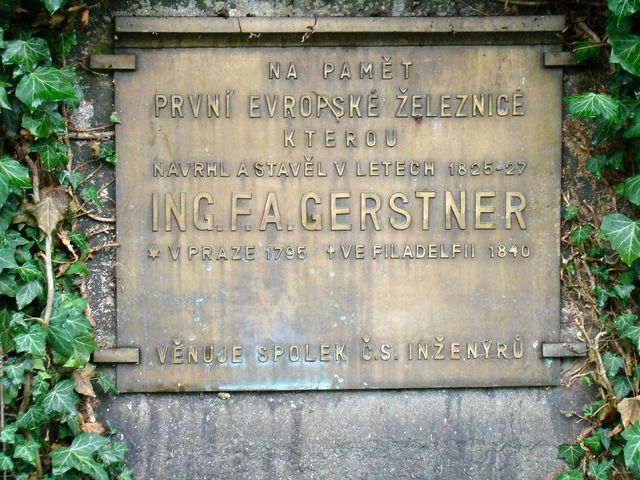 NA PAMĚT
PRVNÍ EVROPSKÉ ŽELEZNICE
KTEROU
NAVRHL A STAVĚL V LETECH 1825-27
ING. F. A. GERSTNER
* V PRAZE 1795 † VE FILADELFII 1840
VĚNUJE SPOLEK Č.S. INŽENÝRŮ